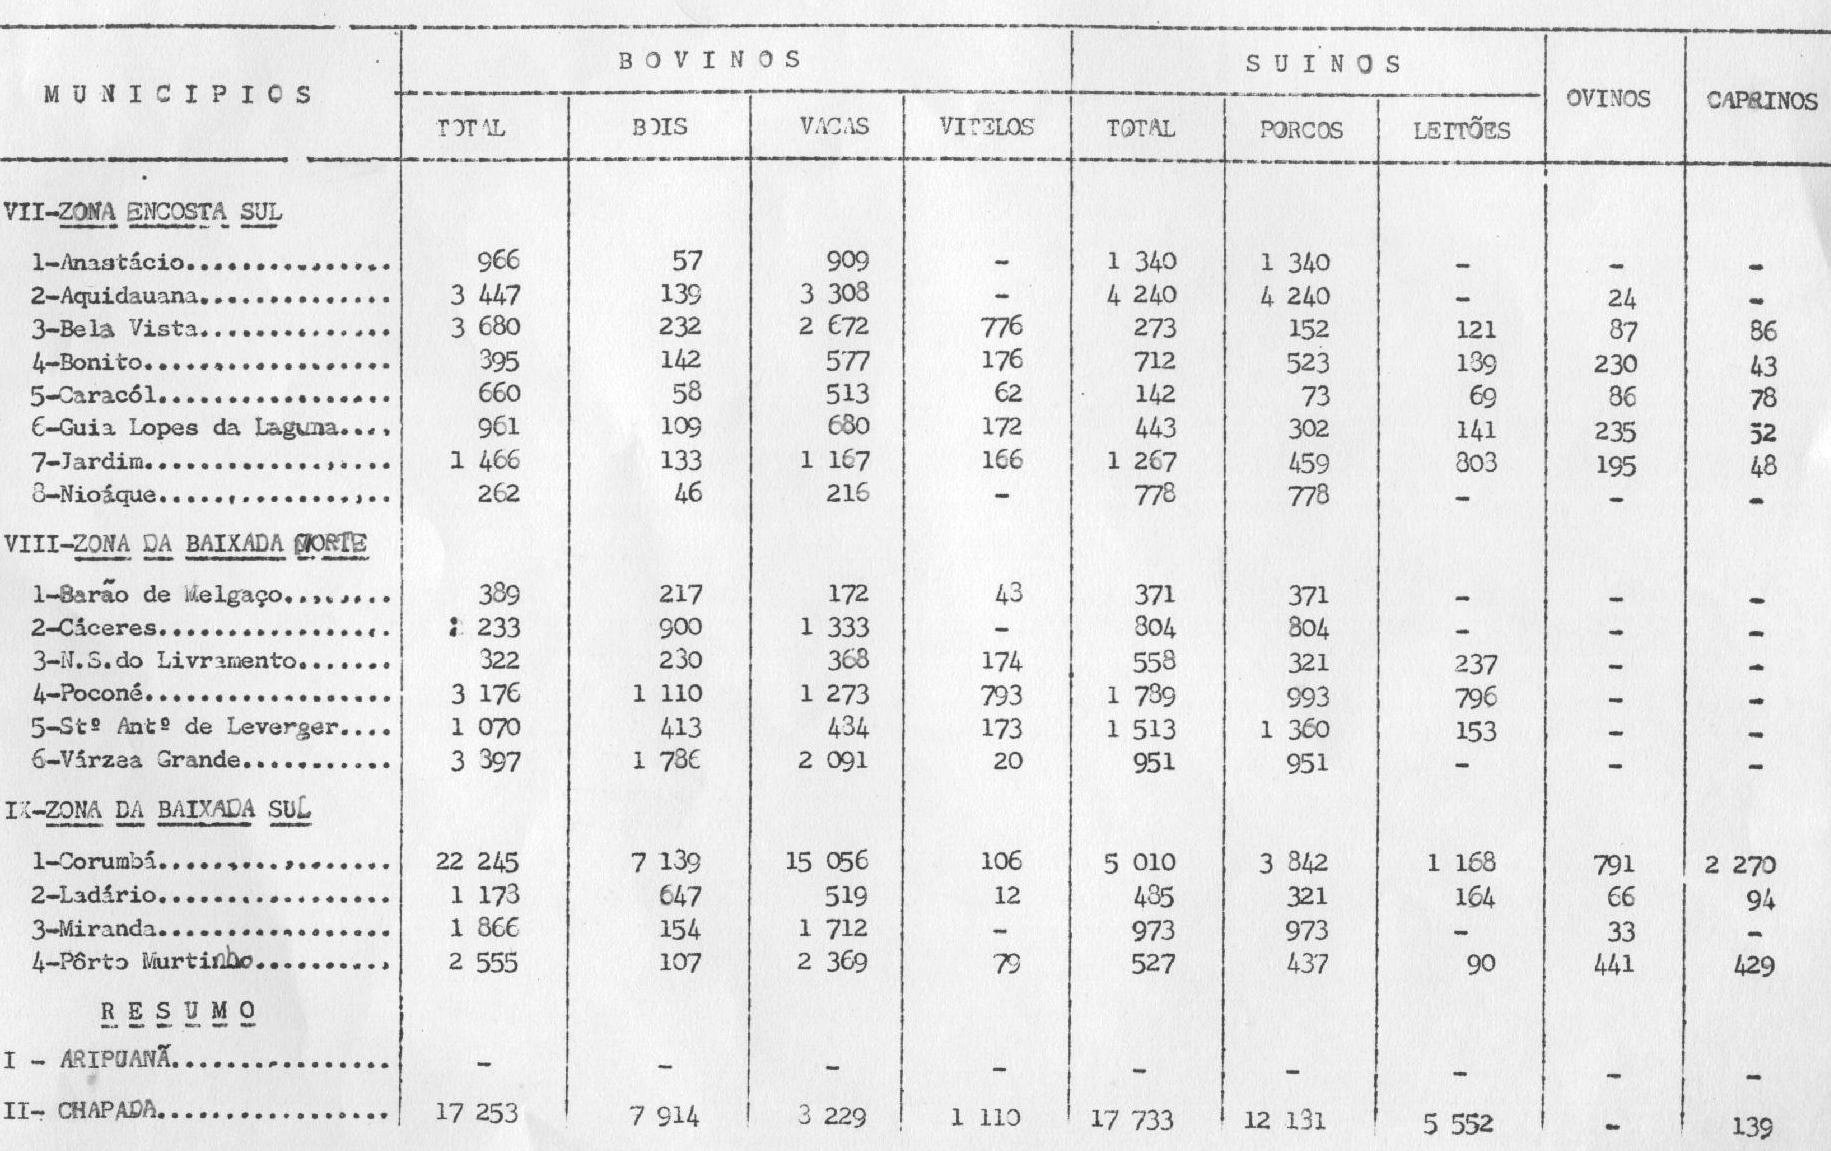 MUNICIPIOS BOVINOS SUINOS OVINOS CAPRINOS
TOTAL BOIS VACAS VITELOS TOTAL PORCOS LEITÕES
VII-ZONA ENCOSTA SUL
1-Anastácio............... 966 57 909 - 1 340 1 340 - - -
2-Aquidauana.............. 3 447 139 3 308 - 4 240 4 240 - 24 -
3-Bela Vista.............. 3 680 232 2 672 776 273 152 121 87 86
4-Bonito.................. 395 142 577 176 712 523 189 230 43
5-Caracól................. 660 58 513 62 142 73 69 86 78
6-Guia Lopes da Laguna.... 961 109 680 172 443 302 141 235 52
7-Jardim.................. 1 466 133 1 167 166 1 267 459 803 195 48
8-Nioáque................. 262 46 216 - 778 778 - - -
VIII-ZONA DA BAIXADA NORTE
1-Barão de Melgaço........ 389 217 172 43 371 371 - - -
2-Cáceres................. 233 900 1 333 - 804 804 - - -
3-N.S.do Livramento....... 322 230 368 174 558 321 237 - -
4-Poconé.................. 3 176 1 110 1 273 793 1 789 993 796 - -
5-Stº Antº de Leverger.... 1 070 413 434 173 1 513 1 360 153 - -
6-Várzea Grande........... 3 397 1 786 2 091 20 951 951 - - -
IX-ZONA DA BAIXADA SUL
1-Corumbá................. 22 245 7 139 15 056 106 5 010 3 842 1 168 791 2 270
2-Ladário................. 1 173 647 519 12 485 321 164 66 94
3-Miranda................. 1 866 154 1 712 - 973 973 - 33 -
4-Pôrto Murtinho.......... 2 555 107 2 369 79 527 437 90 441 429
RESUMO
I - ARIPUANÃ................ - - - - - - - - -
II- CHAPADA................. 17 253 7 914 3 229 1 110 17 733 12 131 5 552 - 139